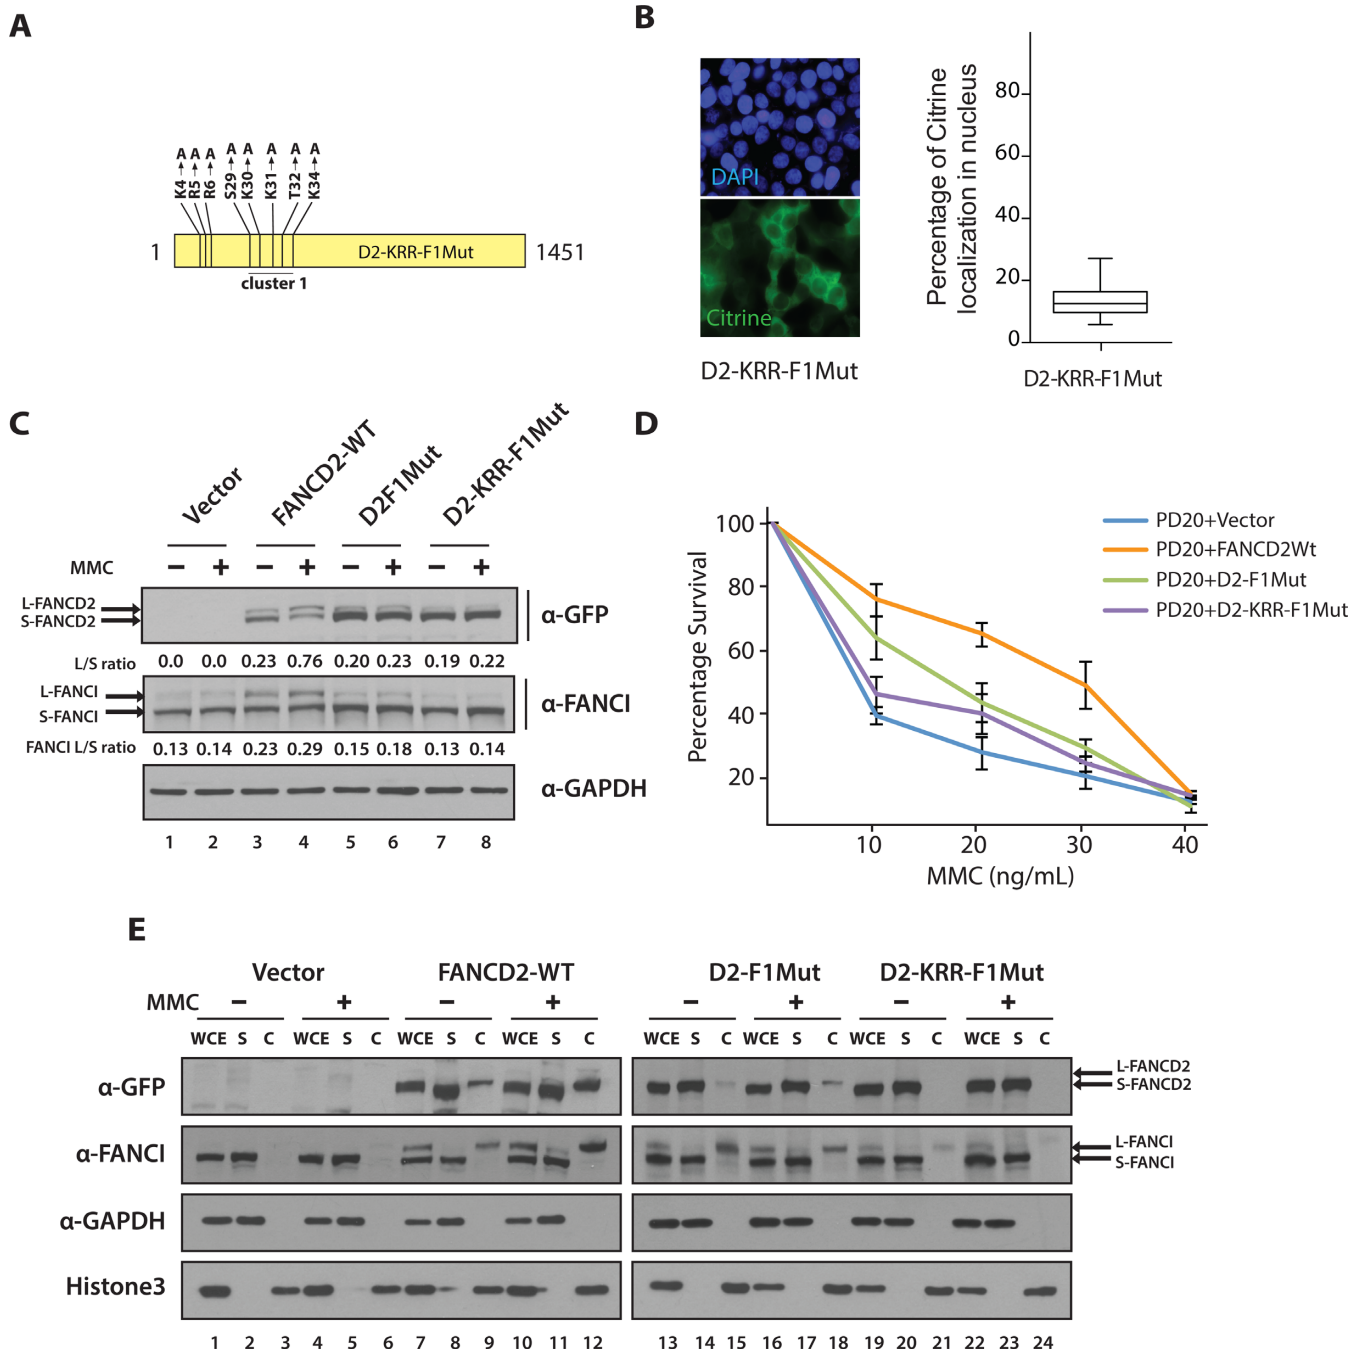 A
K4→A
R5→A
R6→A
S29→A
K30→A
K31→A
T32→A
K34→A
1
D2-KRR-F1Mut
1451
cluster 1
B
DAPI
Citrine
D2-KRR-F1Mut
Percentage of Citrine
localization in nucleus
80
60
40
20
0
D2-KRR-F1Mut
C
Vector
FANCD2-WT
D2F1Mut
D2-KRR-F1Mut
MMC − + − + − + − +
L-FANCD2
S-FANCD2
α-GFP
L/S ratio 0.0 0.0 0.23 0.76 0.20 0.23 0.19 0.22
L-FANCI
S-FANCI
α-FANCI
FANCI L/S ratio 0.13 0.14 0.23 0.29 0.15 0.18 0.13 0.14
α-GAPDH
1 2 3 4 5 6 7 8
D
Percentage Survival
100
80
60
40
20
10 20 30 40
MMC (ng/mL)
PD20+Vector
PD20+FANCD2Wt
PD20+D2-F1Mut
PD20+D2-KRR-F1Mut
E
Vector FANCD2-WT D2-F1Mut D2-KRR-F1Mut
MMC − + − + − + − +
WCE S C WCE S C WCE S C WCE S C WCE S C WCE S C WCE S C WCE S C
α-GFP
L-FANCD2
S-FANCD2
α-FANCI
L-FANCI
S-FANCI
α-GAPDH
Histone3
1 2 3 4 5 6 7 8 9 10 11 12 13 14 15 16 17 18 19 20 21 22 23 24